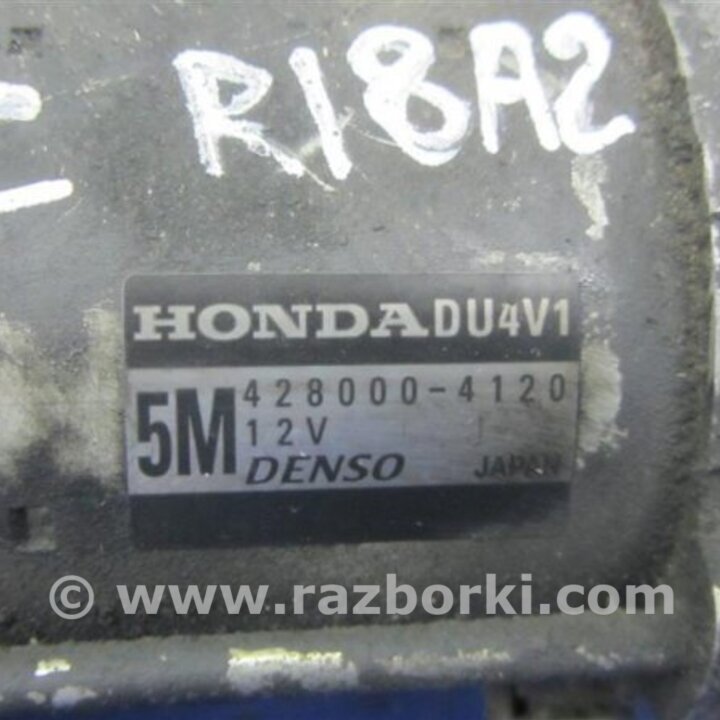 R18A2
HONDA DU4V1
5M 428000-4120
12V
DENSO JAPAN
© www.razborki.com